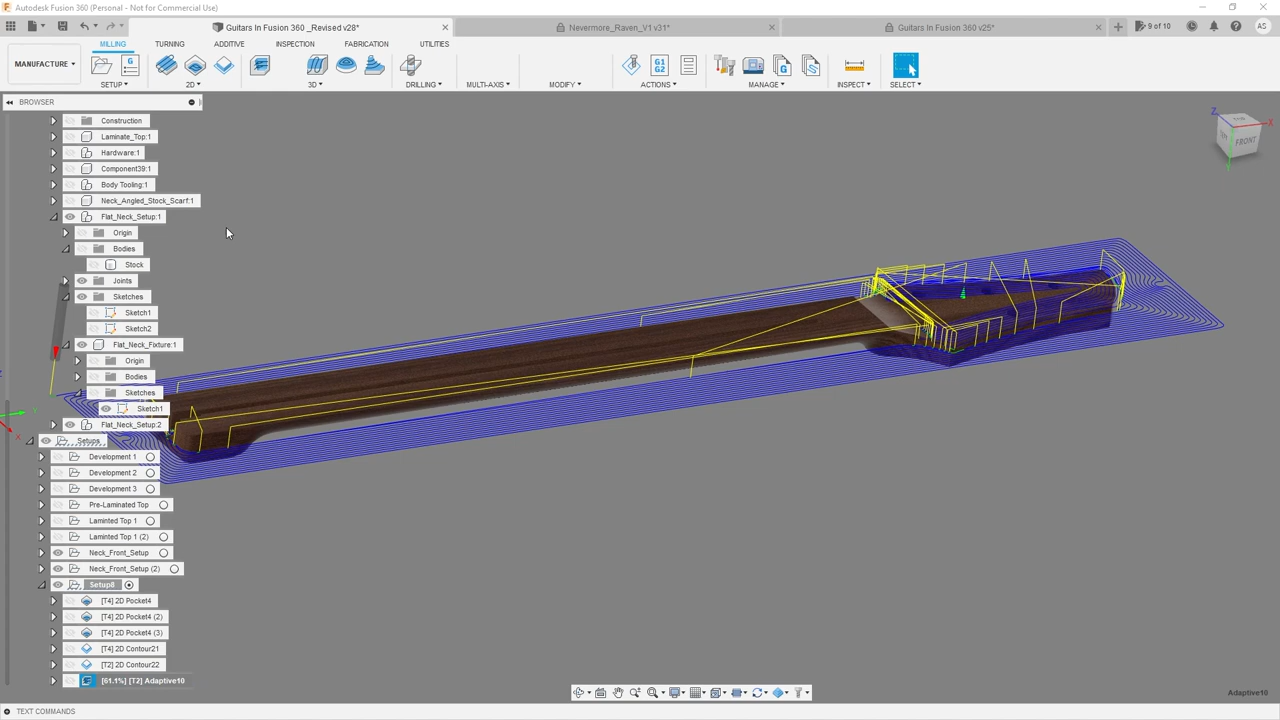 Autodesk Fusion 360 (Personal - Not for Commercial Use)
Guitars In Fusion 360 _Revised v28*
Nevermore_Raven_V1 v31*
Guitars In Fusion 360 v25*
9 of 10
AS
MILLING
TURNING
ADDITIVE
INSPECTION
FABRICATION
UTILITIES
MANUFACTURE
SETUP
2D
3D
DRILLING
MULTI-AXIS
MODIFY
ACTIONS
MANAGE
INSPECT
SELECT
G1
G2
BROWSER
Construction
Laminate_Top:1
Hardware:1
Component39:1
Body Tooling:1
Neck_Angled_Stock_Scarf:1
Flat_Neck_Setup:1
Origin
Bodies
Stock
Joints
Sketches
Sketch1
Sketch2
Flat_Neck_Fixture:1
Origin
Bodies
Sketches
Sketch1
Flat_Neck_Setup:2
Setups
Development 1
Development 2
Development 3
Pre-Laminated Top
Laminted Top 1
Laminted Top 1 (2)
Neck_Front_Setup
Neck_Front_Setup (2)
Setup8
[T4] 2D Pocket4
[T4] 2D Pocket4 (2)
[T4] 2D Pocket4 (3)
[T4] 2D Contour21
[T2] 2D Contour22
[61.1%] [T2] Adaptive10
Z
X
FRONT
Y
X
Adaptive10
TEXT COMMANDS